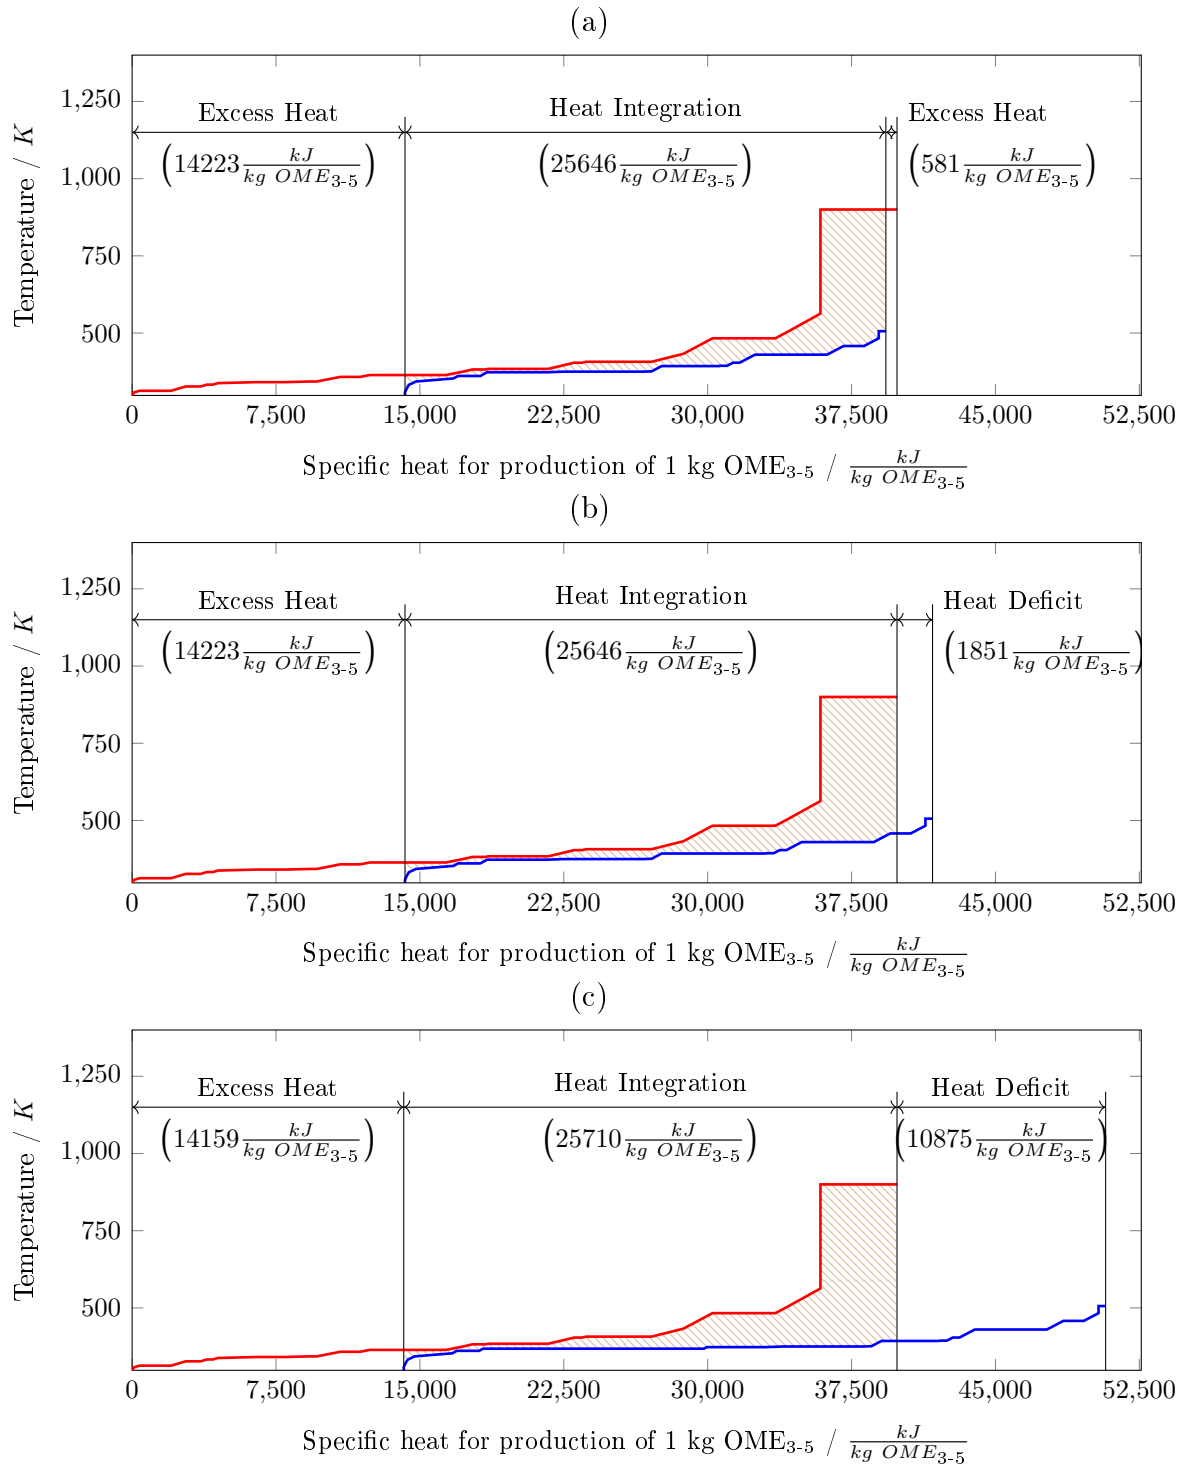 (a)
Temperature / K
1,250
1,000
750
500
Excess Heat
(14223 kJ/kg OME3-5)
Heat Integration
(25646 kJ/kg OME3-5)
Excess Heat
(581 kJ/kg OME3-5)
0 7,500 15,000 22,500 30,000 37,500 45,000 52,500
Specific heat for production of 1 kg OME3-5 / kJ/kg OME3-5
(b)
Temperature / K
1,250
1,000
750
500
Excess Heat
(14223 kJ/kg OME3-5)
Heat Integration
(25646 kJ/kg OME3-5)
Heat Deficit
(1851 kJ/kg OME3-5)
0 7,500 15,000 22,500 30,000 37,500 45,000 52,500
Specific heat for production of 1 kg OME3-5 / kJ/kg OME3-5
(c)
Temperature / K
1,250
1,000
750
500
Excess Heat
(14159 kJ/kg OME3-5)
Heat Integration
(25710 kJ/kg OME3-5)
Heat Deficit
(10875 kJ/kg OME3-5)
0 7,500 15,000 22,500 30,000 37,500 45,000 52,500
Specific heat for production of 1 kg OME3-5 / kJ/kg OME3-5